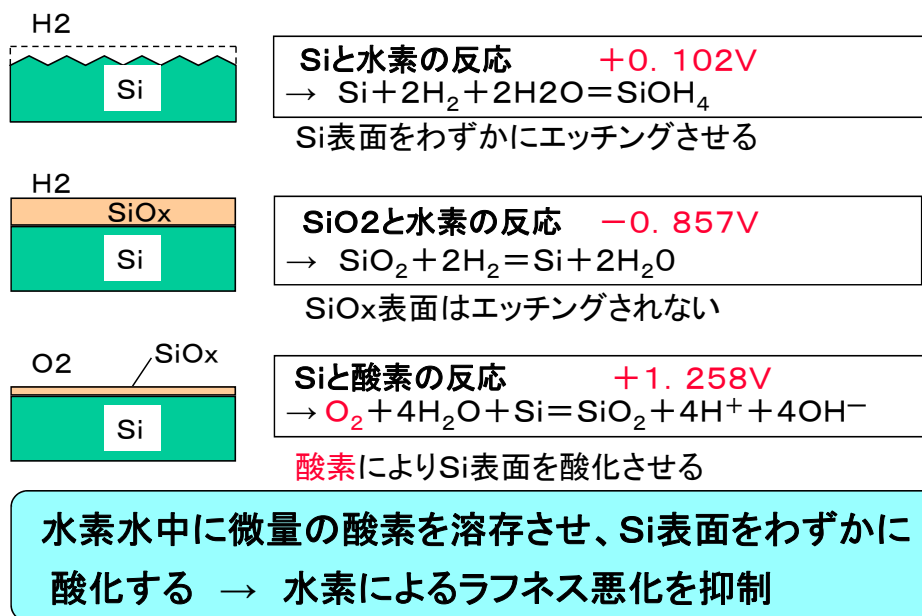 H2
Si
Siと水素の反応 +0.102V
→ Si+2H₂+2H2O=SiOH₄
Si表面をわずかにエッチングさせる
H2
SiOx
Si
SiO2と水素の反応 −0.857V
→ SiO₂+2H₂=Si+2H₂O
SiOx表面はエッチングされない
O2
SiOx
Si
Siと酸素の反応 +1.258V
→O₂+4H₂O+Si=SiO₂+4H⁺+4OH⁻
酸素によりSi表面を酸化させる
水素水中に微量の酸素を溶存させ、Si表面をわずかに
酸化する → 水素によるラフネス悪化を抑制